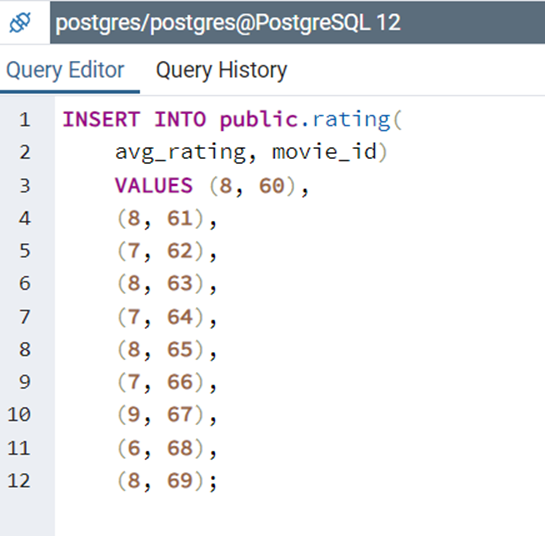 postgres/postgres@PostgreSQL 12
Query Editor Query History
1 INSERT INTO public.rating(
2 avg_rating, movie_id)
3 VALUES (8, 60),
4 (8, 61),
5 (7, 62),
6 (8, 63),
7 (7, 64),
8 (8, 65),
9 (7, 66),
10 (9, 67),
11 (6, 68),
12 (8, 69);